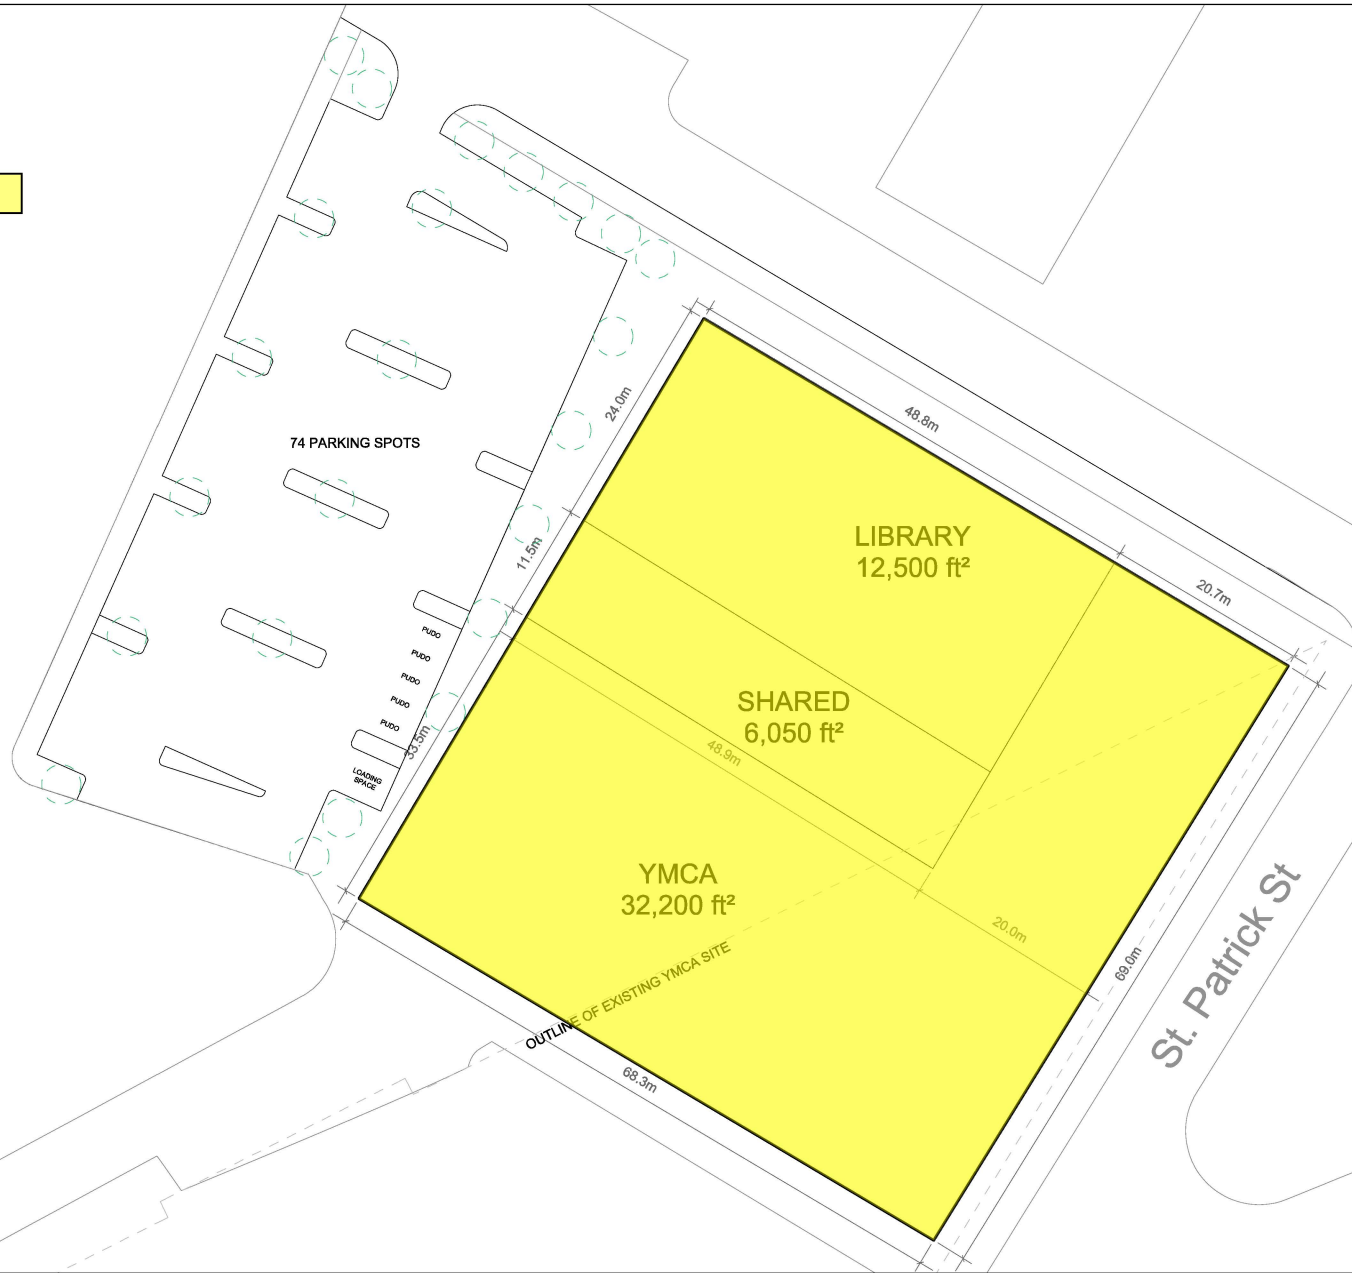 24.0m
48.8m
74 PARKING SPOTS
LIBRARY
12,500 ft²
11.5m
20.7m
PUDO
PUDO
PUDO
PUDO
PUDO
SHARED
6,050 ft²
48.9m
33.5m
LOADING
SPACE
YMCA
32,200 ft²
20.0m
69.0m
St. Patrick St
OUTLINE OF EXISTING YMCA SITE
68.3m